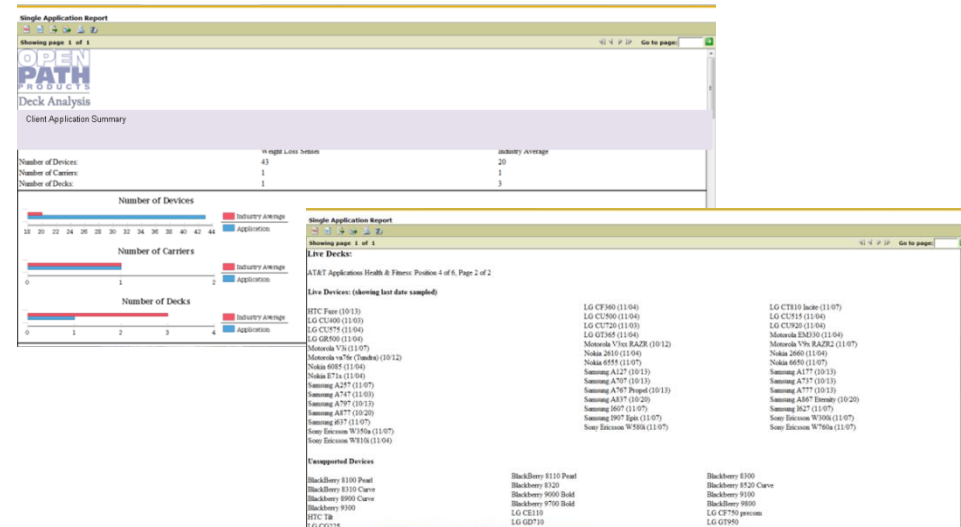 Single Application Report
Showing page 1 of 1
Go to page:
OPEN
PATH
PRODUCTS
Deck Analysis
Client Application Summary
Weight Loss Senses Industry Average
Number of Devices: 43 20
Number of Carriers: 1 1
Number of Decks: 1 3
Number of Devices
Industry Average
Application
18 20 22 24 26 28 30 32 34 36 38 40 42 44
Number of Carriers
Industry Average
Application
0 1 2
Number of Decks
Industry Average
Application
0 1 2 3 4
Single Application Report
Showing page 1 of 1
Go to page:
Live Decks:
AT&T Applications Health & Fitness: Position 4 of 6, Page 2 of 2
Live Devices: (showing last date sampled)
HTC Fuze (10/13)
LG CU400 (11/03)
LG CU575 (11/04)
LG GR500 (11/04)
Motorola V3i (11/07)
Motorola va76r (Tundra) (10/12)
Nokia 6085 (11/04)
Nokia E71x (11/04)
Samsung A257 (11/07)
Samsung A747 (11/03)
Samsung A797 (10/13)
Samsung A877 (10/20)
Samsung i637 (11/07)
Sony Ericsson W350a (11/07)
Sony Ericsson W810i (11/04)
LG CF360 (11/04)
LG CU500 (11/04)
LG CU720 (11/03)
LG GT365 (11/04)
Motorola V3xx RAZR (10/12)
Nokia 2610 (11/04)
Nokia 6555 (11/07)
Samsung A127 (10/13)
Samsung A707 (10/13)
Samsung A767 Propel (10/13)
Samsung A837 (10/20)
Samsung I607 (11/07)
Samsung I907 Epix (11/07)
Sony Ericsson W580i (11/07)
LG CT810 Incite (11/07)
LG CU515 (11/04)
LG CU920 (11/04)
Motorola EM330 (11/04)
Motorola V9x RAZR2 (11/07)
Nokia 2660 (11/04)
Nokia 6650 (11/07)
Samsung A177 (10/13)
Samsung A737 (10/13)
Samsung A777 (10/13)
Samsung A867 Eternity (10/20)
Samsung I627 (11/07)
Sony Ericsson W300i (11/07)
Sony Ericsson W760a (11/07)
Unsupported Devices
BlackBerry 8100 Pearl
BlackBerry 8310 Curve
Blackberry 8900 Curve
Blackberry 9300
HTC Tilt
LG CG225
BlackBerry 8110 Pearl
Blackberry 8320
Blackberry 9000 Bold
Blackberry 9700 Bold
LG CE110
LG GD710
BlackBerry 8300
Blackberry 8520 Curve
Blackberry 9100
BlackBerry 9800
LG CF750 precom
LG GT950